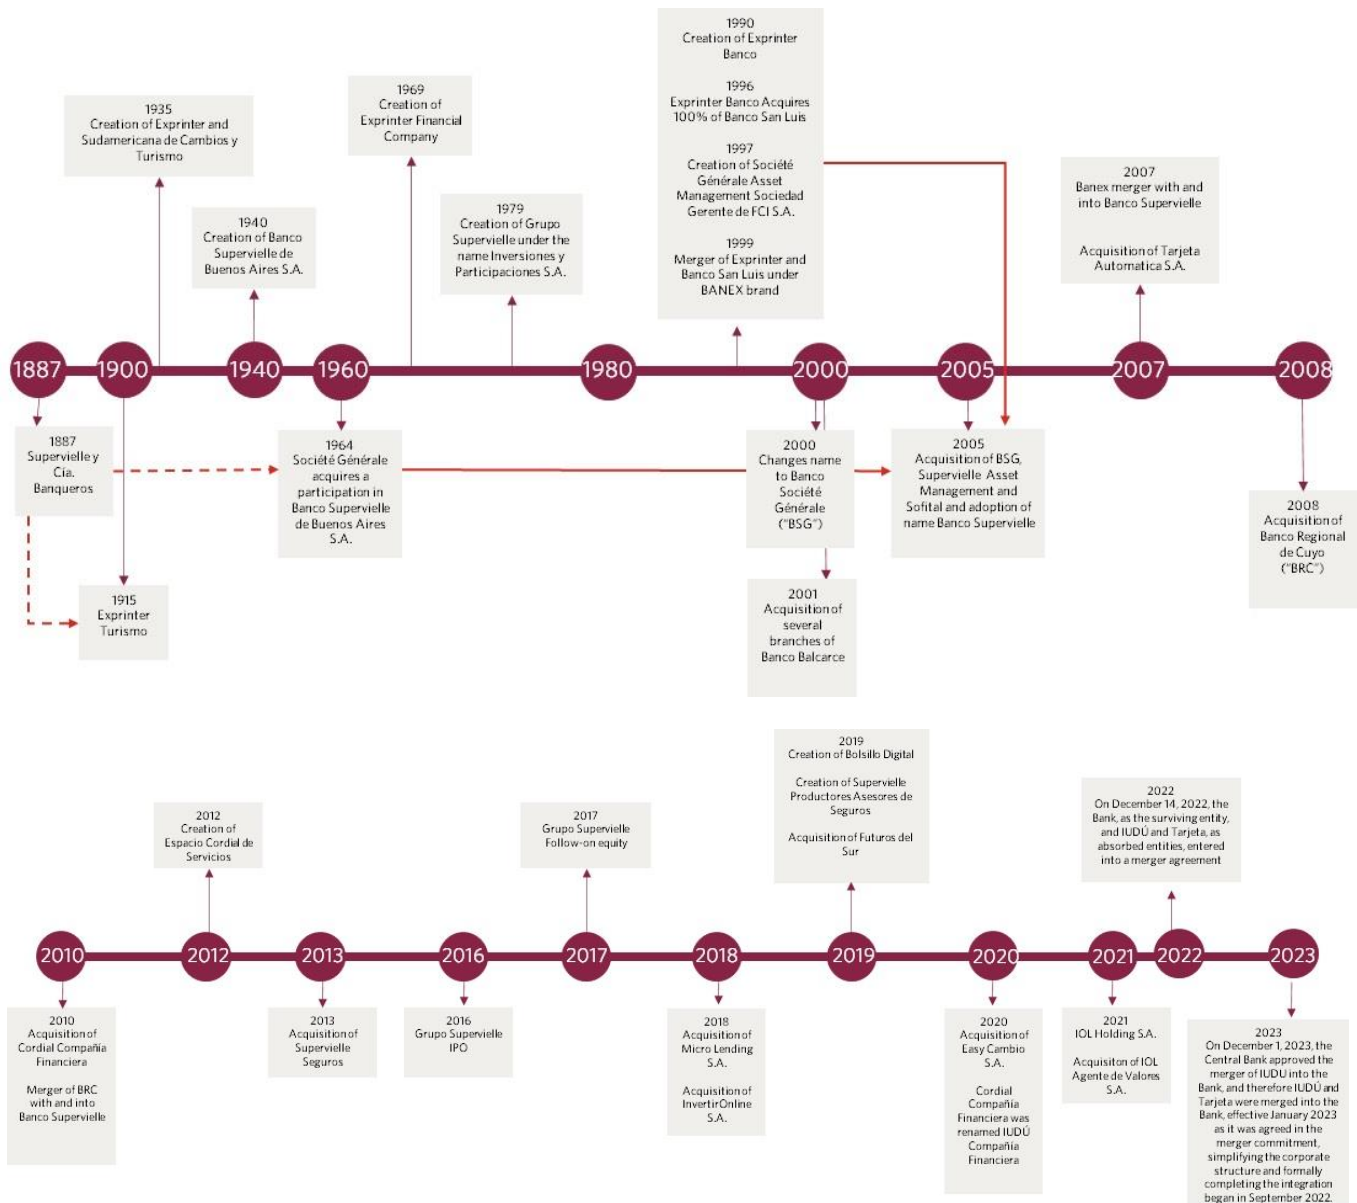 1990
Creation of Exprinter
Banco
1996
Exprinter Banco Acquires
100% of Banco San Luis
1997
Creation of Société
Générale Asset
Management Sociedad
Gerente de FCI S.A.
1999
Merger of Exprinter and
Banco San Luis under
BANEX brand
1969
Creation of
Exprinter Financial
Company
1935
Creation of Exprinter and
Sudamericana de Cambios y
Turismo
2007
Banex merger with and
into Banco Supervielle
Acquisition of Tarjeta
Automatica S.A.
1979
Creation of Grupo
Supervielle under the
name Inversiones y
Participaciones S.A.
1940
Creation of Banco
Supervielle de
Buenos Aires S.A.
1887
1900
1940
1960
1980
2000
2005
2007
2008
1887
Supervielle y
Cía.
Banqueros
1964
Société Générale
acquires a
participation in
Banco Supervielle
de Buenos Aires
S.A.
2000
Changes name
to Banco
Société
Générale
("BSG")
2005
Acquisition of BSG,
Supervielle Asset
Management and
Sofital and adoption of
name Banco Supervielle
2008
Acquisition of
Banco Regional
de Cuyo
("BRC")
1915
Exprinter
Turismo
2001
Acquisition of
several
branches of
Banco Balcarce
2019
Creation of Bolsillo Digital
Creation of Supervielle
Productores Asesores de
Seguros
Acquisition of Futuros del
Sur
2022
On December 14, 2022, the
Bank, as the surviving entity,
and IUDÚ and Tarjeta, as
absorbed entities, entered
into a merger agreement
2012
Creation of
Espacio Cordial de
Servicios
2017
Grupo Supervielle
Follow-on equity
2010
2012
2013
2016
2017
2018
2019
2020
2021
2022
2023
2010
Acquisition of
Cordial Compañía
Financiera
Merger of BRC
with and into
Banco Supervielle
2013
Acquisition of
Supervielle
Seguros
2016
Grupo Supervielle
IPO
2018
Acquisition of
Micro Lending
S.A.
Acquisition of
InvertirOnline
S.A.
2020
Acquisition of
Easy Cambio
S.A.
Cordial
Compañía
Financiera was
renamed IUDÚ
Compañía
Financiera
2021
IOL Holding S.A.
Acquisiton of IOL
Agente de Valores
S.A.
2023
On December 1, 2023, the
Central Bank approved the
merger of IUDU into the
Bank, and therefore IUDÚ and
Tarjeta were merged into the
Bank, effective January 2023
as it was agreed in the
merger commitment,
simplifying the corporate
structure and formally
completing the integration
began in September 2022.